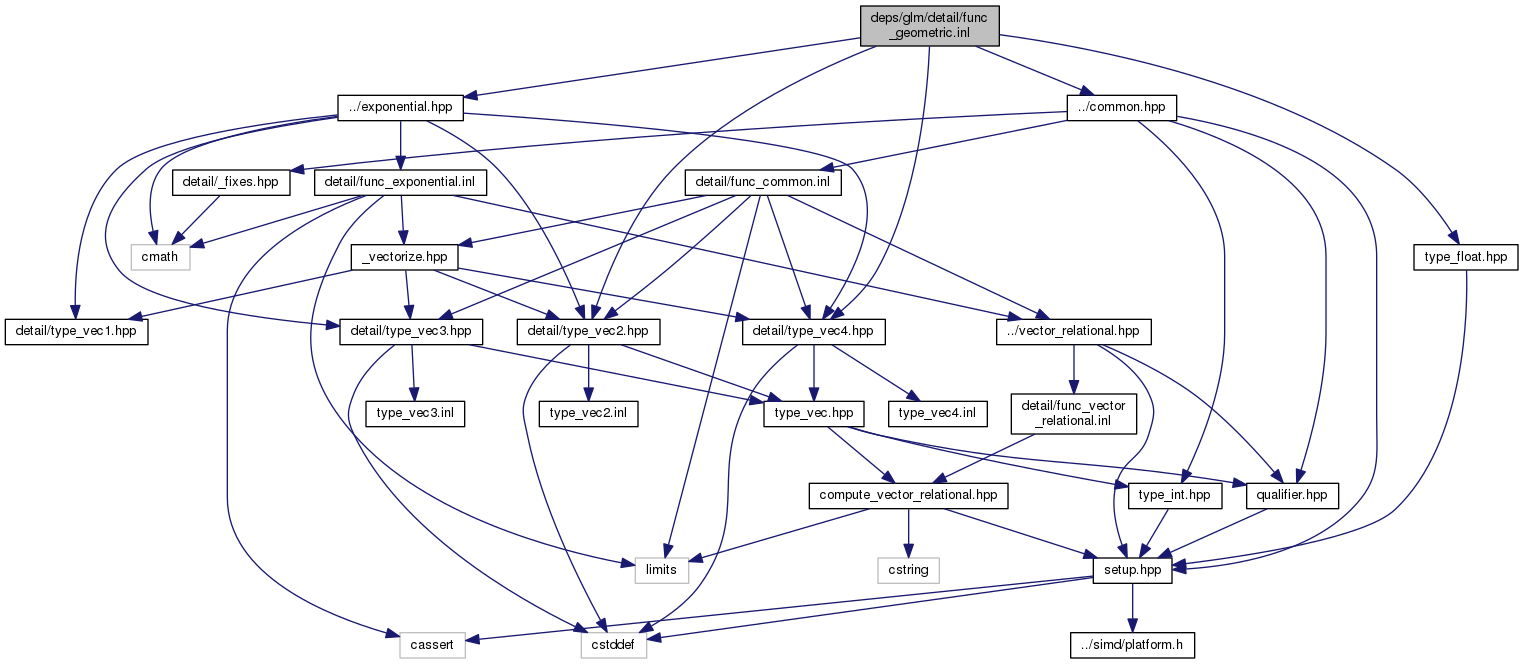 deps/glm/detail/func
_geometric.inl
../exponential.hpp
../common.hpp
detail/_fixes.hpp
detail/func_exponential.inl
detail/func_common.inl
cmath
_vectorize.hpp
type_float.hpp
detail/type_vec1.hpp
detail/type_vec3.hpp
detail/type_vec2.hpp
detail/type_vec4.hpp
../vector_relational.hpp
type_vec3.inl
type_vec2.inl
type_vec.hpp
type_vec4.inl
detail/func_vector
_relational.inl
compute_vector_relational.hpp
type_int.hpp
qualifier.hpp
limits
cstring
setup.hpp
cassert
cstddef
../simd/platform.h